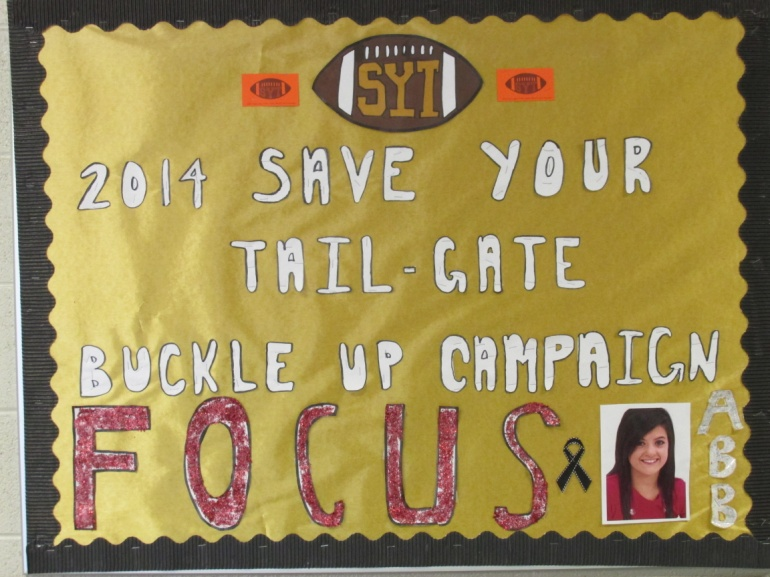 SYT
2014 SAVE YOUR
TAIL-GATE
BUCKLE UP CAMPAIGN
FOCUS
ABB